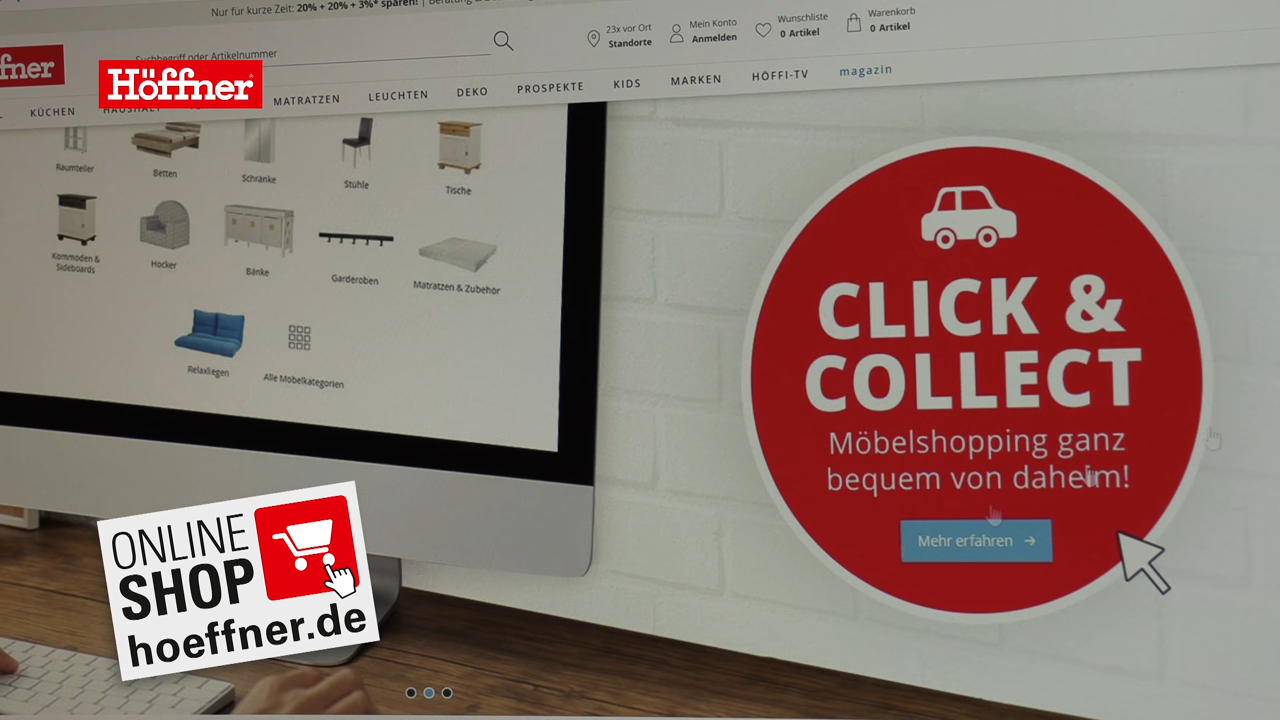 Nur für kurze Zeit: 20% + 20% + 3%* sparen! |
ffner
Suchbegriff oder Artikelnummer
23x vor Ort
Standorte
Mein Konto
Anmelden
Wunschliste
0 Artikel
Warenkorb
0 Artikel
Höffner
KÜCHEN HAUSHALT MATRATZEN LEUCHTEN DEKO PROSPEKTE KIDS MARKEN HÖFFI-TV magazin
Raumteiler
Betten
Schränke
Stühle
Tische
Kommoden &
Sideboards
Hocker
Bänke
Garderoben
Matratzen & Zubehör
Relaxliegen
Alle Möbelkategorien
CLICK &
COLLECT
Möbelshopping ganz
bequem von daheim!
Mehr erfahren →
ONLINE
SHOP
hoeffner.de